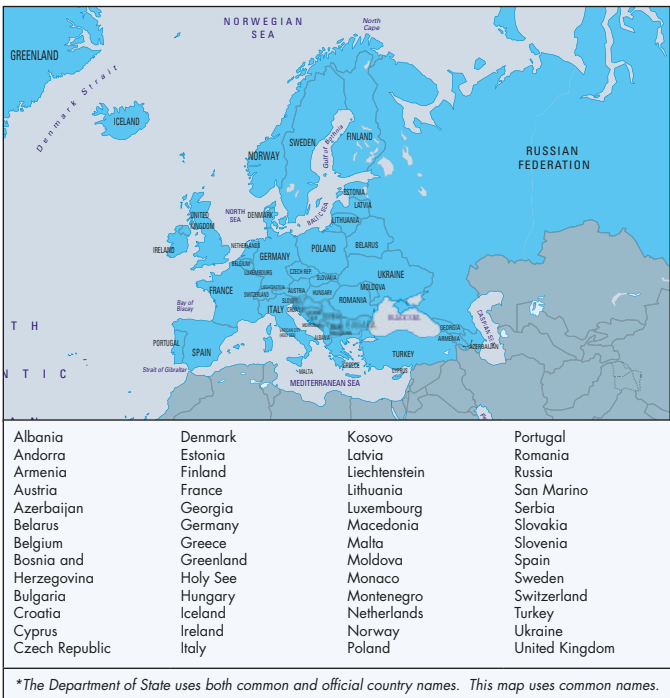 NORWEGIAN
SEA
North
Cape
GREENLAND
Denmark Strait
ICELAND
SWEDEN
Gulf of Bothnia
FINLAND
NORWAY
RUSSIAN
FEDERATION
ESTONIA
LATVIA
BALTIC SEA
LITHUANIA
NORTH
SEA
DENMARK
UNITED
KINGDOM
IRELAND
NETHERLANDS
BELGIUM
LUXEMBOURG
GERMANY
POLAND
BELARUS
CZECH REP.
SLOVAKIA
UKRAINE
MOLDOVA
FRANCE
SWITZERLAND
AUSTRIA
HUNGARY
ROMANIA
ITALY
Bay of
Biscay
TH
NTIC
AN
PORTUGAL
SPAIN
Strait of Gibraltar
ALBANIA
GREECE
MALTA
MEDITERRANEAN SEA
TURKEY
CYPRUS
GEORGIA
ARMENIA
AZERBAIJAN
CASPIAN SEA
Albania
Andorra
Armenia
Austria
Azerbaijan
Belarus
Belgium
Bosnia and
Herzegovina
Bulgaria
Croatia
Cyprus
Czech Republic
Denmark
Estonia
Finland
France
Georgia
Germany
Greece
Greenland
Holy See
Hungary
Iceland
Ireland
Italy
Kosovo
Latvia
Liechtenstein
Lithuania
Luxembourg
Macedonia
Malta
Moldova
Monaco
Montenegro
Netherlands
Norway
Poland
Portugal
Romania
Russia
San Marino
Serbia
Slovakia
Slovenia
Spain
Sweden
Switzerland
Turkey
Ukraine
United Kingdom
*The Department of State uses both common and official country names. This map uses common names.